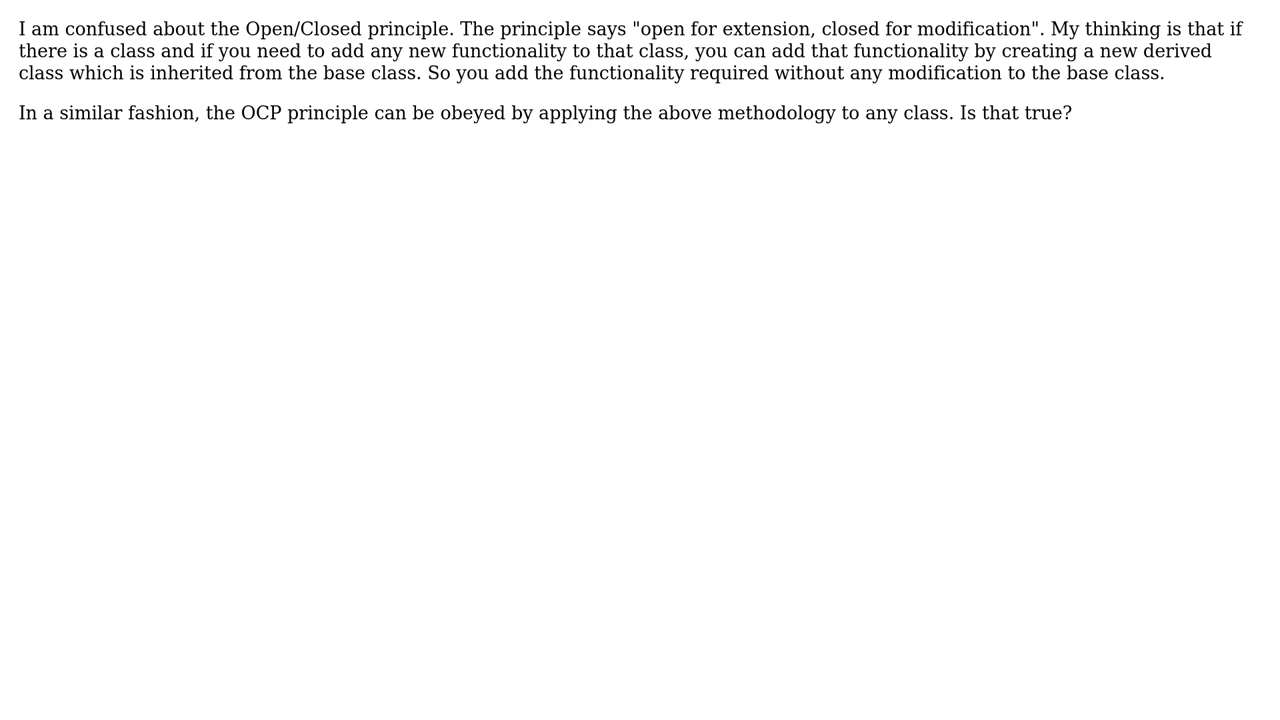 I am confused about the Open/Closed principle. The principle says "open for extension, closed for modification". My thinking is that if
there is a class and if you need to add any new functionality to that class, you can add that functionality by creating a new derived
class which is inherited from the base class. So you add the functionality required without any modification to the base class.
In a similar fashion, the OCP principle can be obeyed by applying the above methodology to any class. Is that true?